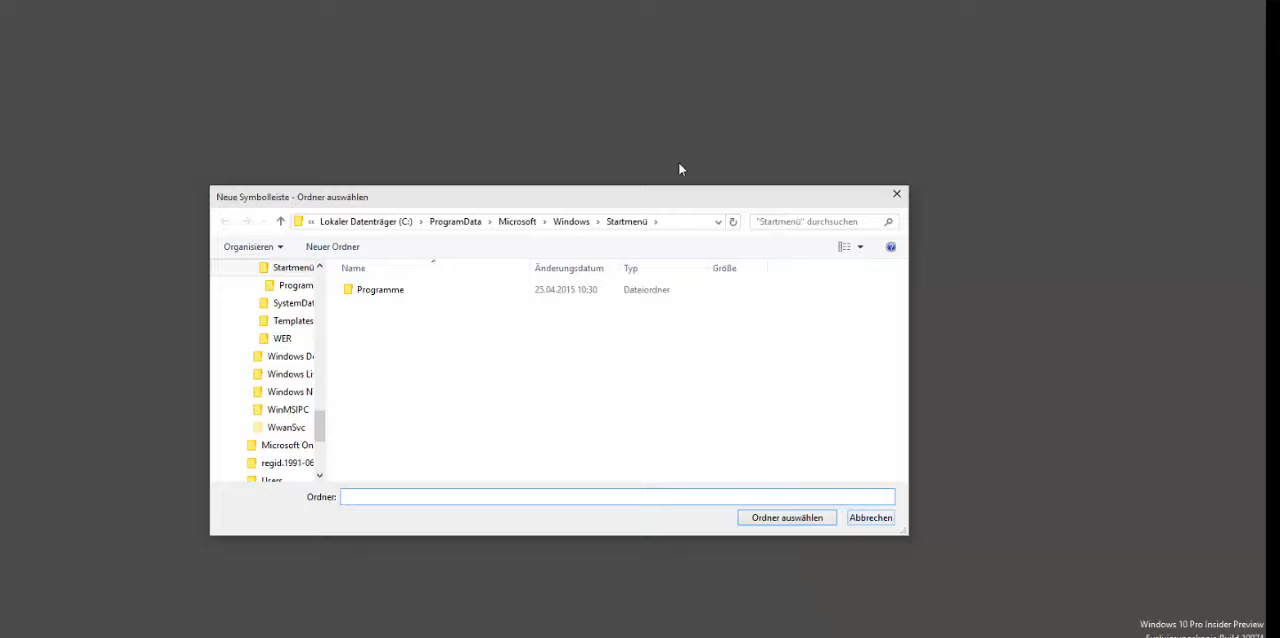 Neue Symbolleiste - Ordner auswählen
« Lokaler Datenträger (C:) › ProgramData › Microsoft › Windows › Startmenü ›
"Startmenü" durchsuchen
Organisieren
Neuer Ordner
Startmenü
Program
SystemDat
Templates
WER
Windows De
Windows Li
Windows N
WinMSIPC
WwanSvc
Microsoft On
regid.1991-06
Users
Name Änderungsdatum Typ Größe
Programme 25.04.2015 10:30 Dateiordner
Ordner:
Ordner auswählen
Abbrechen
Windows 10 Pro Insider Preview